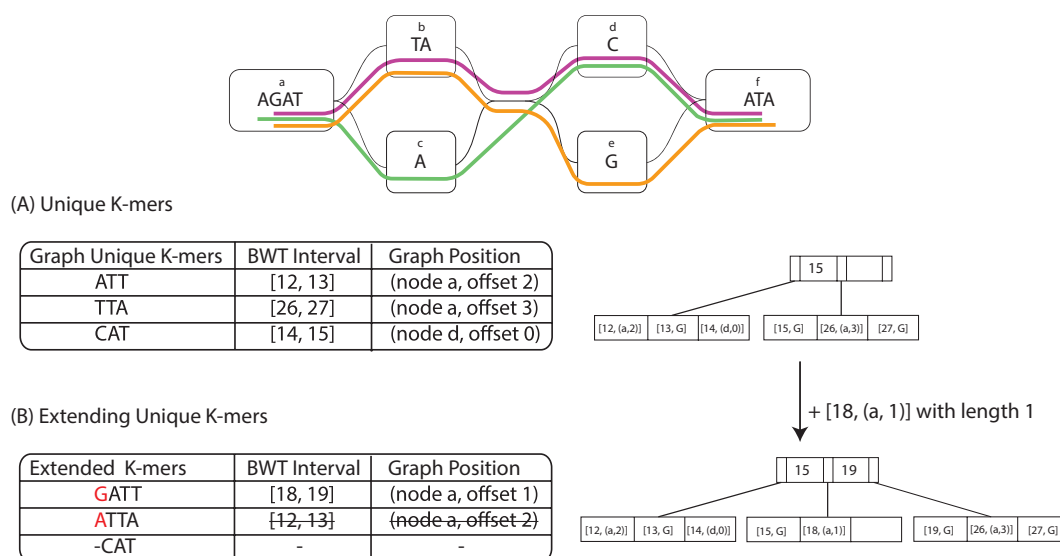 b
TA
d
C
a
AGAT
f
ATA
c
A
e
G
(A) Unique K-mers
Graph Unique K-mers BWT Interval Graph Position
ATT [12, 13] (node a, offset 2)
TTA [26, 27] (node a, offset 3)
CAT [14, 15] (node d, offset 0)
15
[12, (a,2)] [13, G] [14, (d,0)] [15, G] [26, (a,3)] [27, G]
+ [18, (a, 1)] with length 1
(B) Extending Unique K-mers
Extended K-mers BWT Interval Graph Position
GATT [18, 19] (node a, offset 1)
ATTA [12, 13] (node a, offset 2)
-CAT - -
15 19
[12, (a,2)] [13, G] [14, (d,0)] [15, G] [18, (a,1)] [19, G] [26, (a,3)] [27, G]